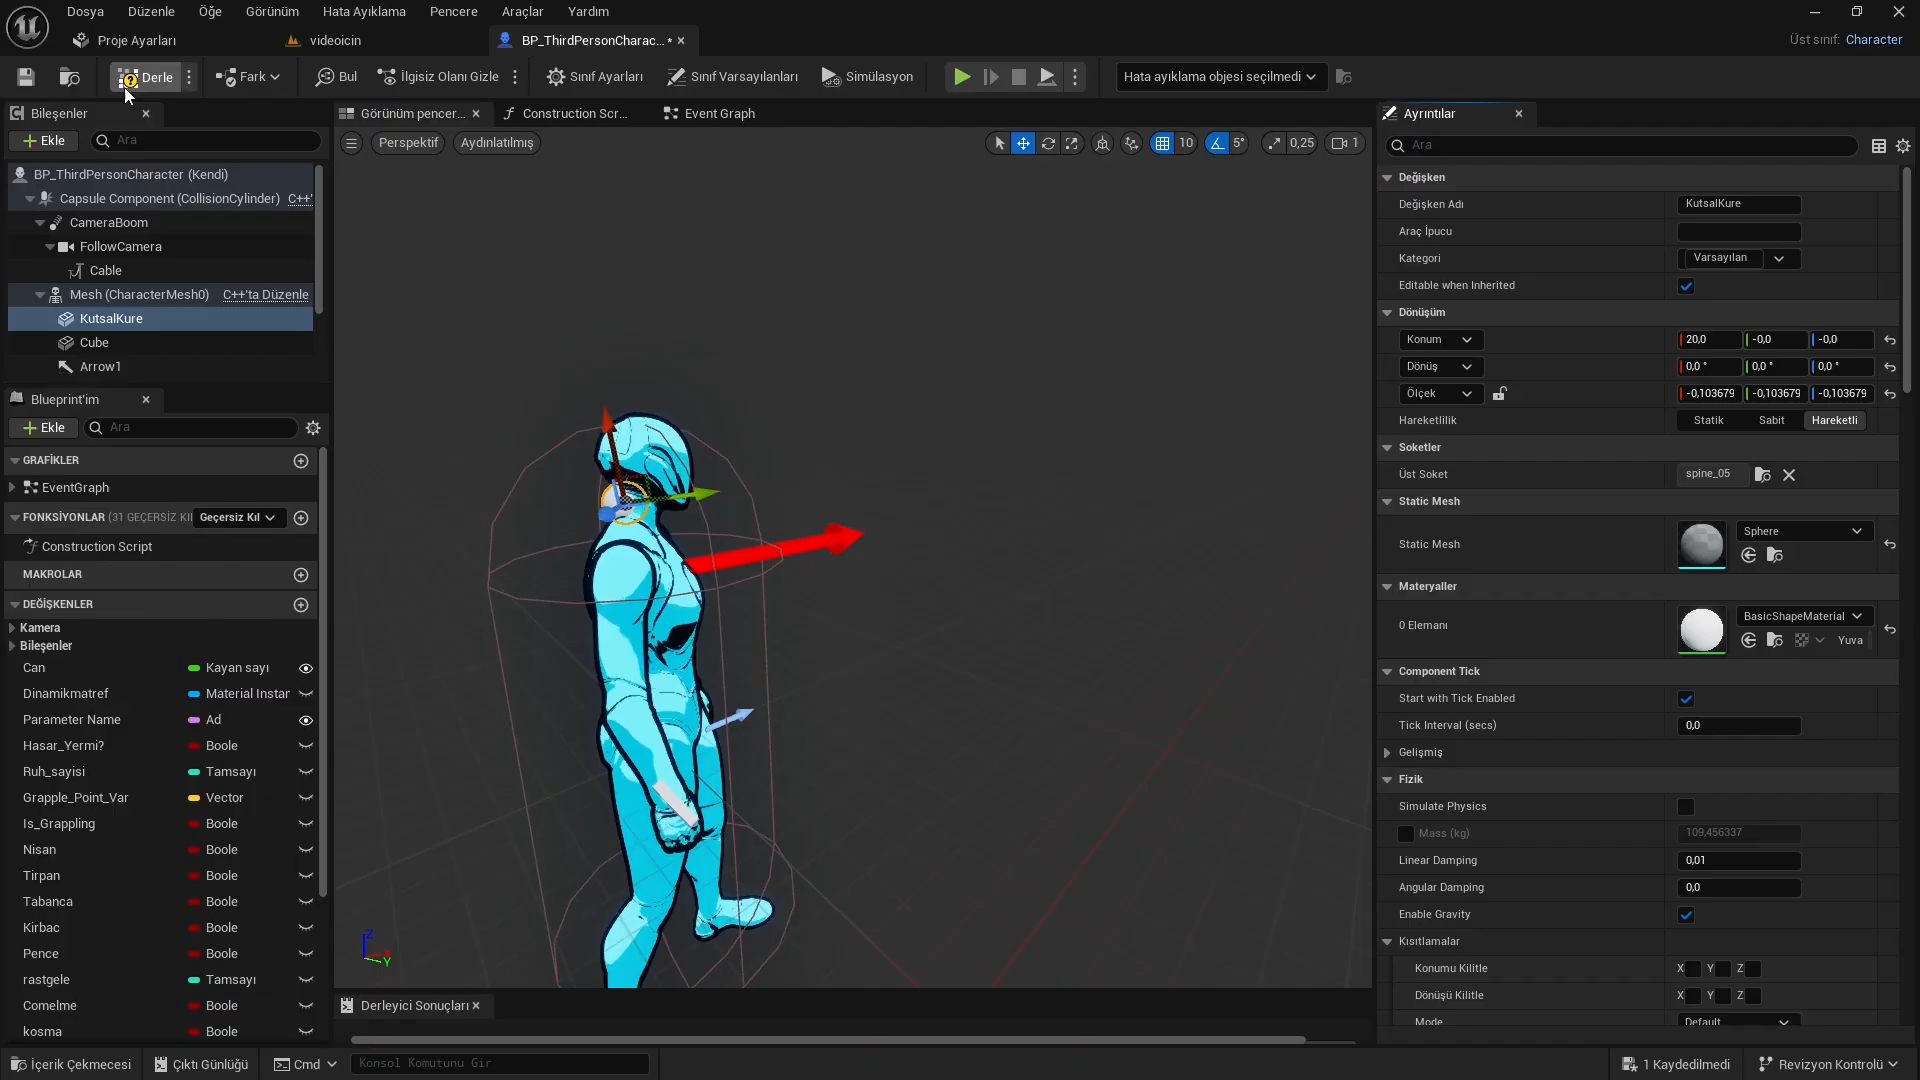 Dosya Düzenle Öğe Görünüm Hata Ayıklama Pencere Araçlar Yardım
Proje Ayarları videoicin BP_ThirdPersonCharac... • Üst sınıf: Character
Derle Fark Bul İlgisiz Olanı Gizle Sınıf Ayarları Sınıf Varsayılanları Simülasyon Hata ayıklama objesi seçilmedi
Bileşenler
Ekle Ara
BP_ThirdPersonCharacter (Kendi)
Capsule Component (CollisionCylinder) C++'
CameraBoom
FollowCamera
Cable
Mesh (CharacterMesh0) C++'ta Düzenle
KutsalKure
Cube
Arrow1
Blueprint'im
Ekle Ara
GRAFİKLER
EventGraph
FONKSİYONLAR (31 GEÇERSİZ KIL Geçersiz Kıl
Construction Script
MAKROLAR
DEĞİŞKENLER
Kamera
Bileşenler
Can Kayan sayı
Dinamikmatref Material Instar
Parameter Name Ad
Hasar_Yermi? Boole
Ruh_sayisi Tamsayı
Grapple_Point_Var Vector
Is_Grappling Boole
Nisan Boole
Tirpan Boole
Tabanca Boole
Kirbac Boole
Pence Boole
rastgele Tamsayı
Comelme Boole
kosma Boole
Görünüm pencer... Construction Scr... Event Graph
Perspektif Aydınlatılmış 10 5° 0,25 1
Z
Y
Derleyici Sonuçları
Ayrıntılar
Ara
Değişken
Değişken Adı KutsalKure
Araç İpucu
Kategori Varsayılan
Editable when Inherited
Dönüşüm
Konum 20,0 -0,0 -0,0
Dönüş 0,0 ° 0,0 ° 0,0 °
Ölçek -0,103679 -0,103679 -0,103679
Hareketlilik Statik Sabit Hareketli
Soketler
Üst Soket spine_05
Static Mesh
Static Mesh Sphere
Materyaller
0 Elemanı BasicShapeMaterial
Yuva
Component Tick
Start with Tick Enabled
Tick Interval (secs) 0,0
Gelişmiş
Fizik
Simulate Physics
Mass (kg) 109,456337
Linear Damping 0,01
Angular Damping 0,0
Enable Gravity
Kısıtlamalar
Konumu Kilitle X Y Z
Dönüşü Kilitle X Y Z
Mode Default
İçerik Çekmecesi Çıktı Günlüğü Cmd Konsol Komutunu Gir 1 Kaydedilmedi Revizyon Kontrolü